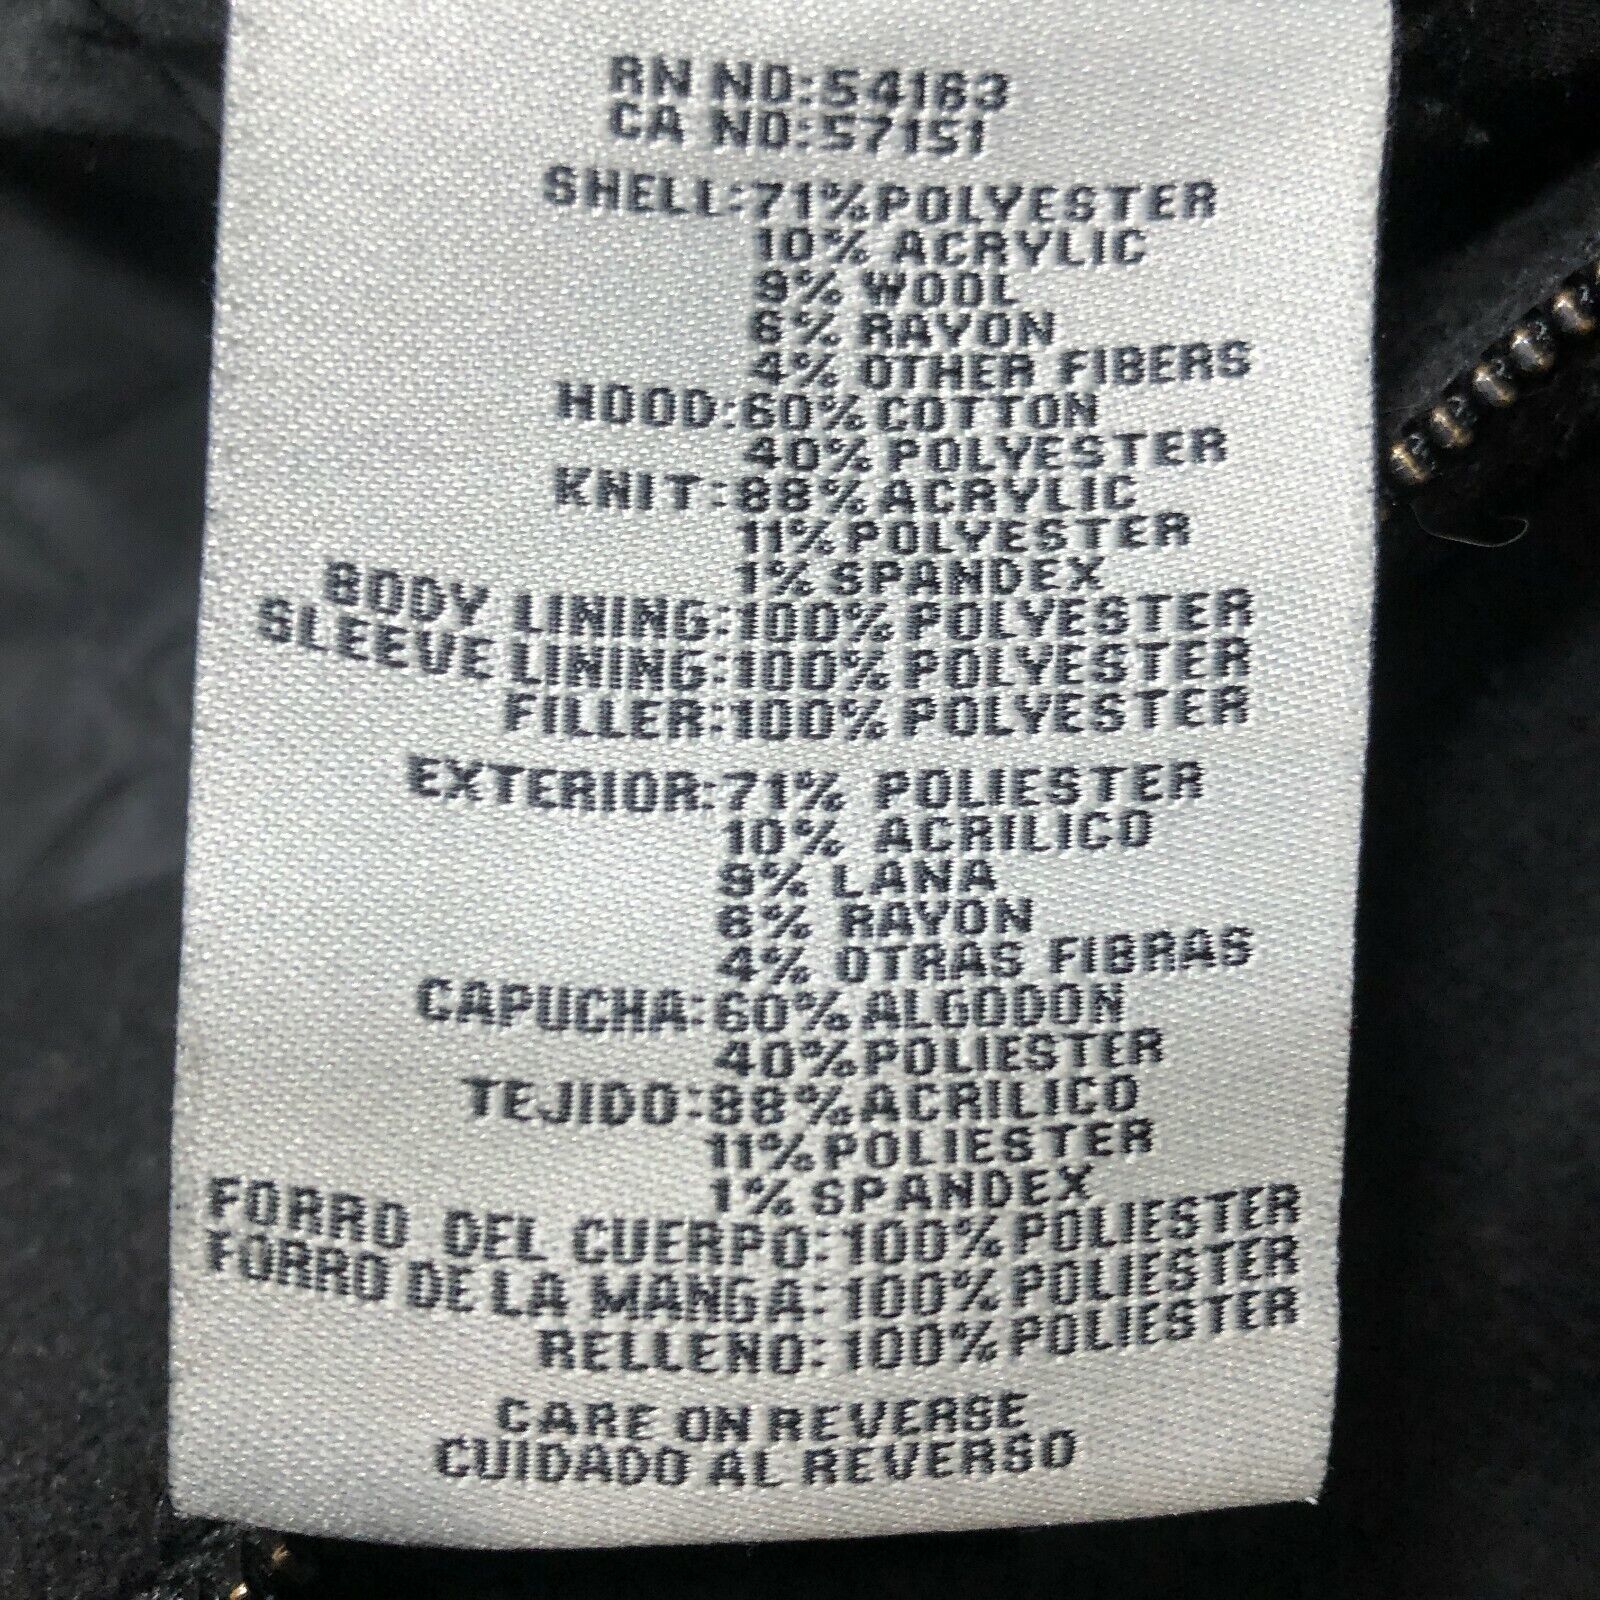 RN NO:54163
CA NO:57151
SHELL:71% POLYESTER
10% ACRYLIC
9% WOOL
6% RAYON
4% OTHER FIBERS
HOOD:60% COTTON
40% POLYESTER
KNIT:88% ACRYLIC
11% POLYESTER
1% SPANDEX
BODY LINING:100% POLYESTER
SLEEVE LINING:100% POLYESTER
FILLER:100% POLYESTER
EXTERIOR:71% POLIESTER
10% ACRILICO
9% LANA
6% RAYON
4% OTRAS FIBRAS
CAPUCHA:60% ALGODON
40% POLIESTER
TEJIDO:88% ACRILICO
11% POLIESTER
1% SPANDEX
FORRO DEL CUERPO:100% POLIESTER
FORRO DE LA MANGA:100% POLIESTER
RELLENO:100% POLIESTER
CARE ON REVERSE
CUIDADO AL REVERSO